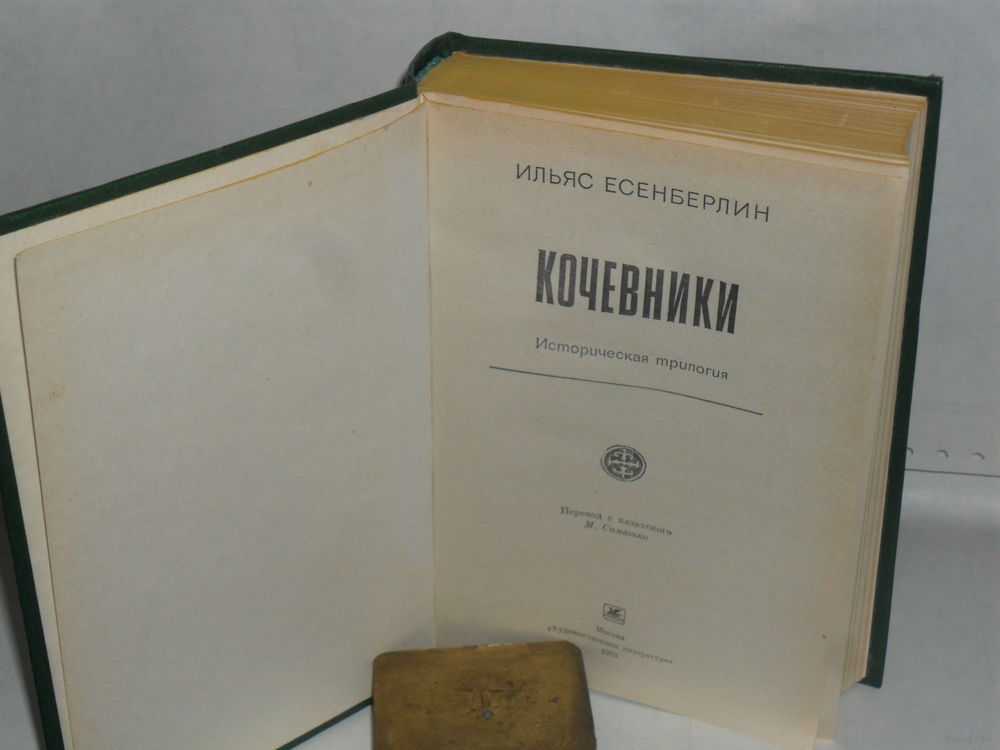 ИЛЬЯС ЕСЕНБЕРЛИН
КОЧЕВНИКИ
Историческая трилогия
Перевод с казахского
М. Симашко
Москва
«Художественная литература»